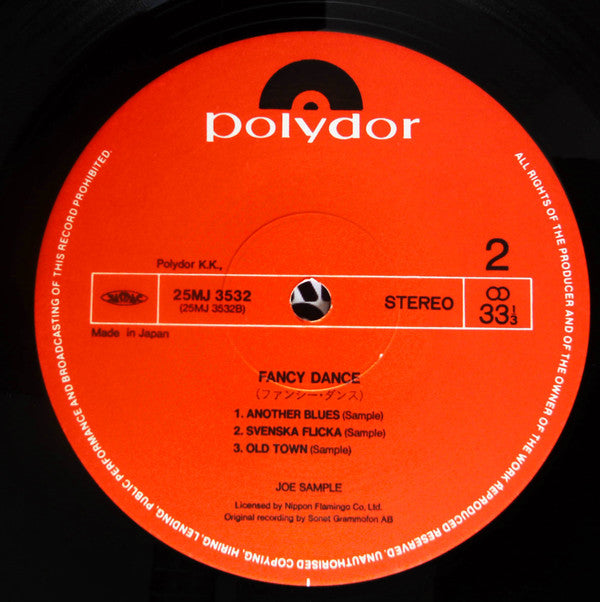 polydor
Polydor K.K.,
2
25MJ 3532
(25MJ 3532B)
STEREO
33⅓
Made in Japan
FANCY DANCE
(ファンシー・ダンス)
1. ANOTHER BLUES (Sample)
2. SVENSKA FLICKA (Sample)
3. OLD TOWN (Sample)
JOE SAMPLE
Licensed by Nippon Flamingo Co, Ltd.
Original recording by Sonet Grammofon AB
ALL RIGHTS OF THE PRODUCER AND OF THE OWNER OF THE WORK REPRODUCED RESERVED. UNAUTHORISED COPYING, HIRING, LENDING, PUBLIC PERFORMANCE AND BROADCASTING OF THIS RECORD PROHIBITED.